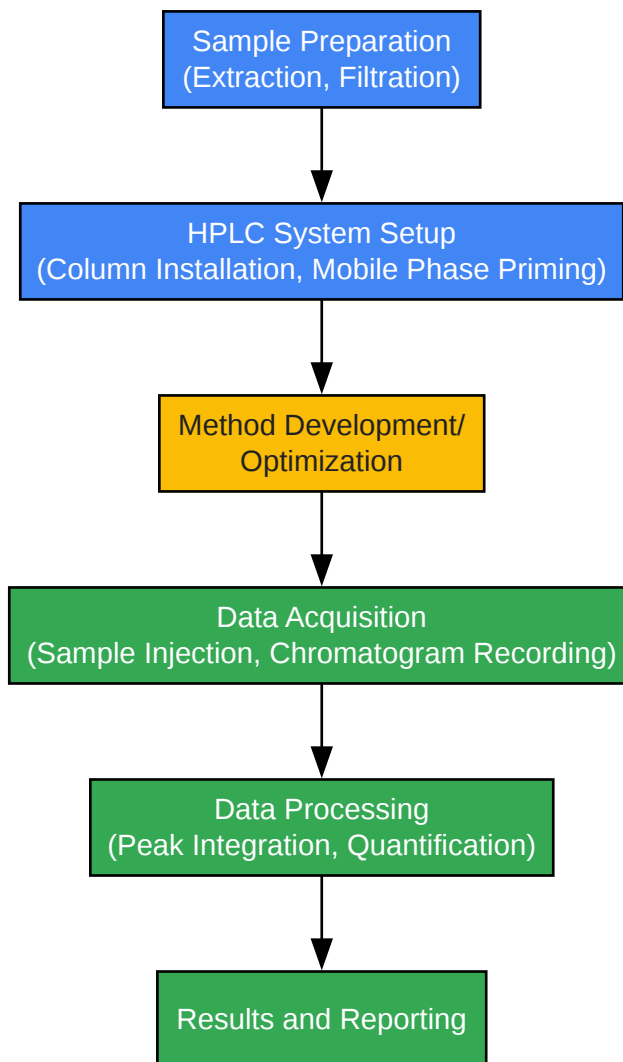 Sample Preparation
(Extraction, Filtration)
HPLC System Setup
(Column Installation, Mobile Phase Priming)
Method Development/
Optimization
Data Acquisition
(Sample Injection, Chromatogram Recording)
Data Processing
(Peak Integration, Quantification)
Results and Reporting